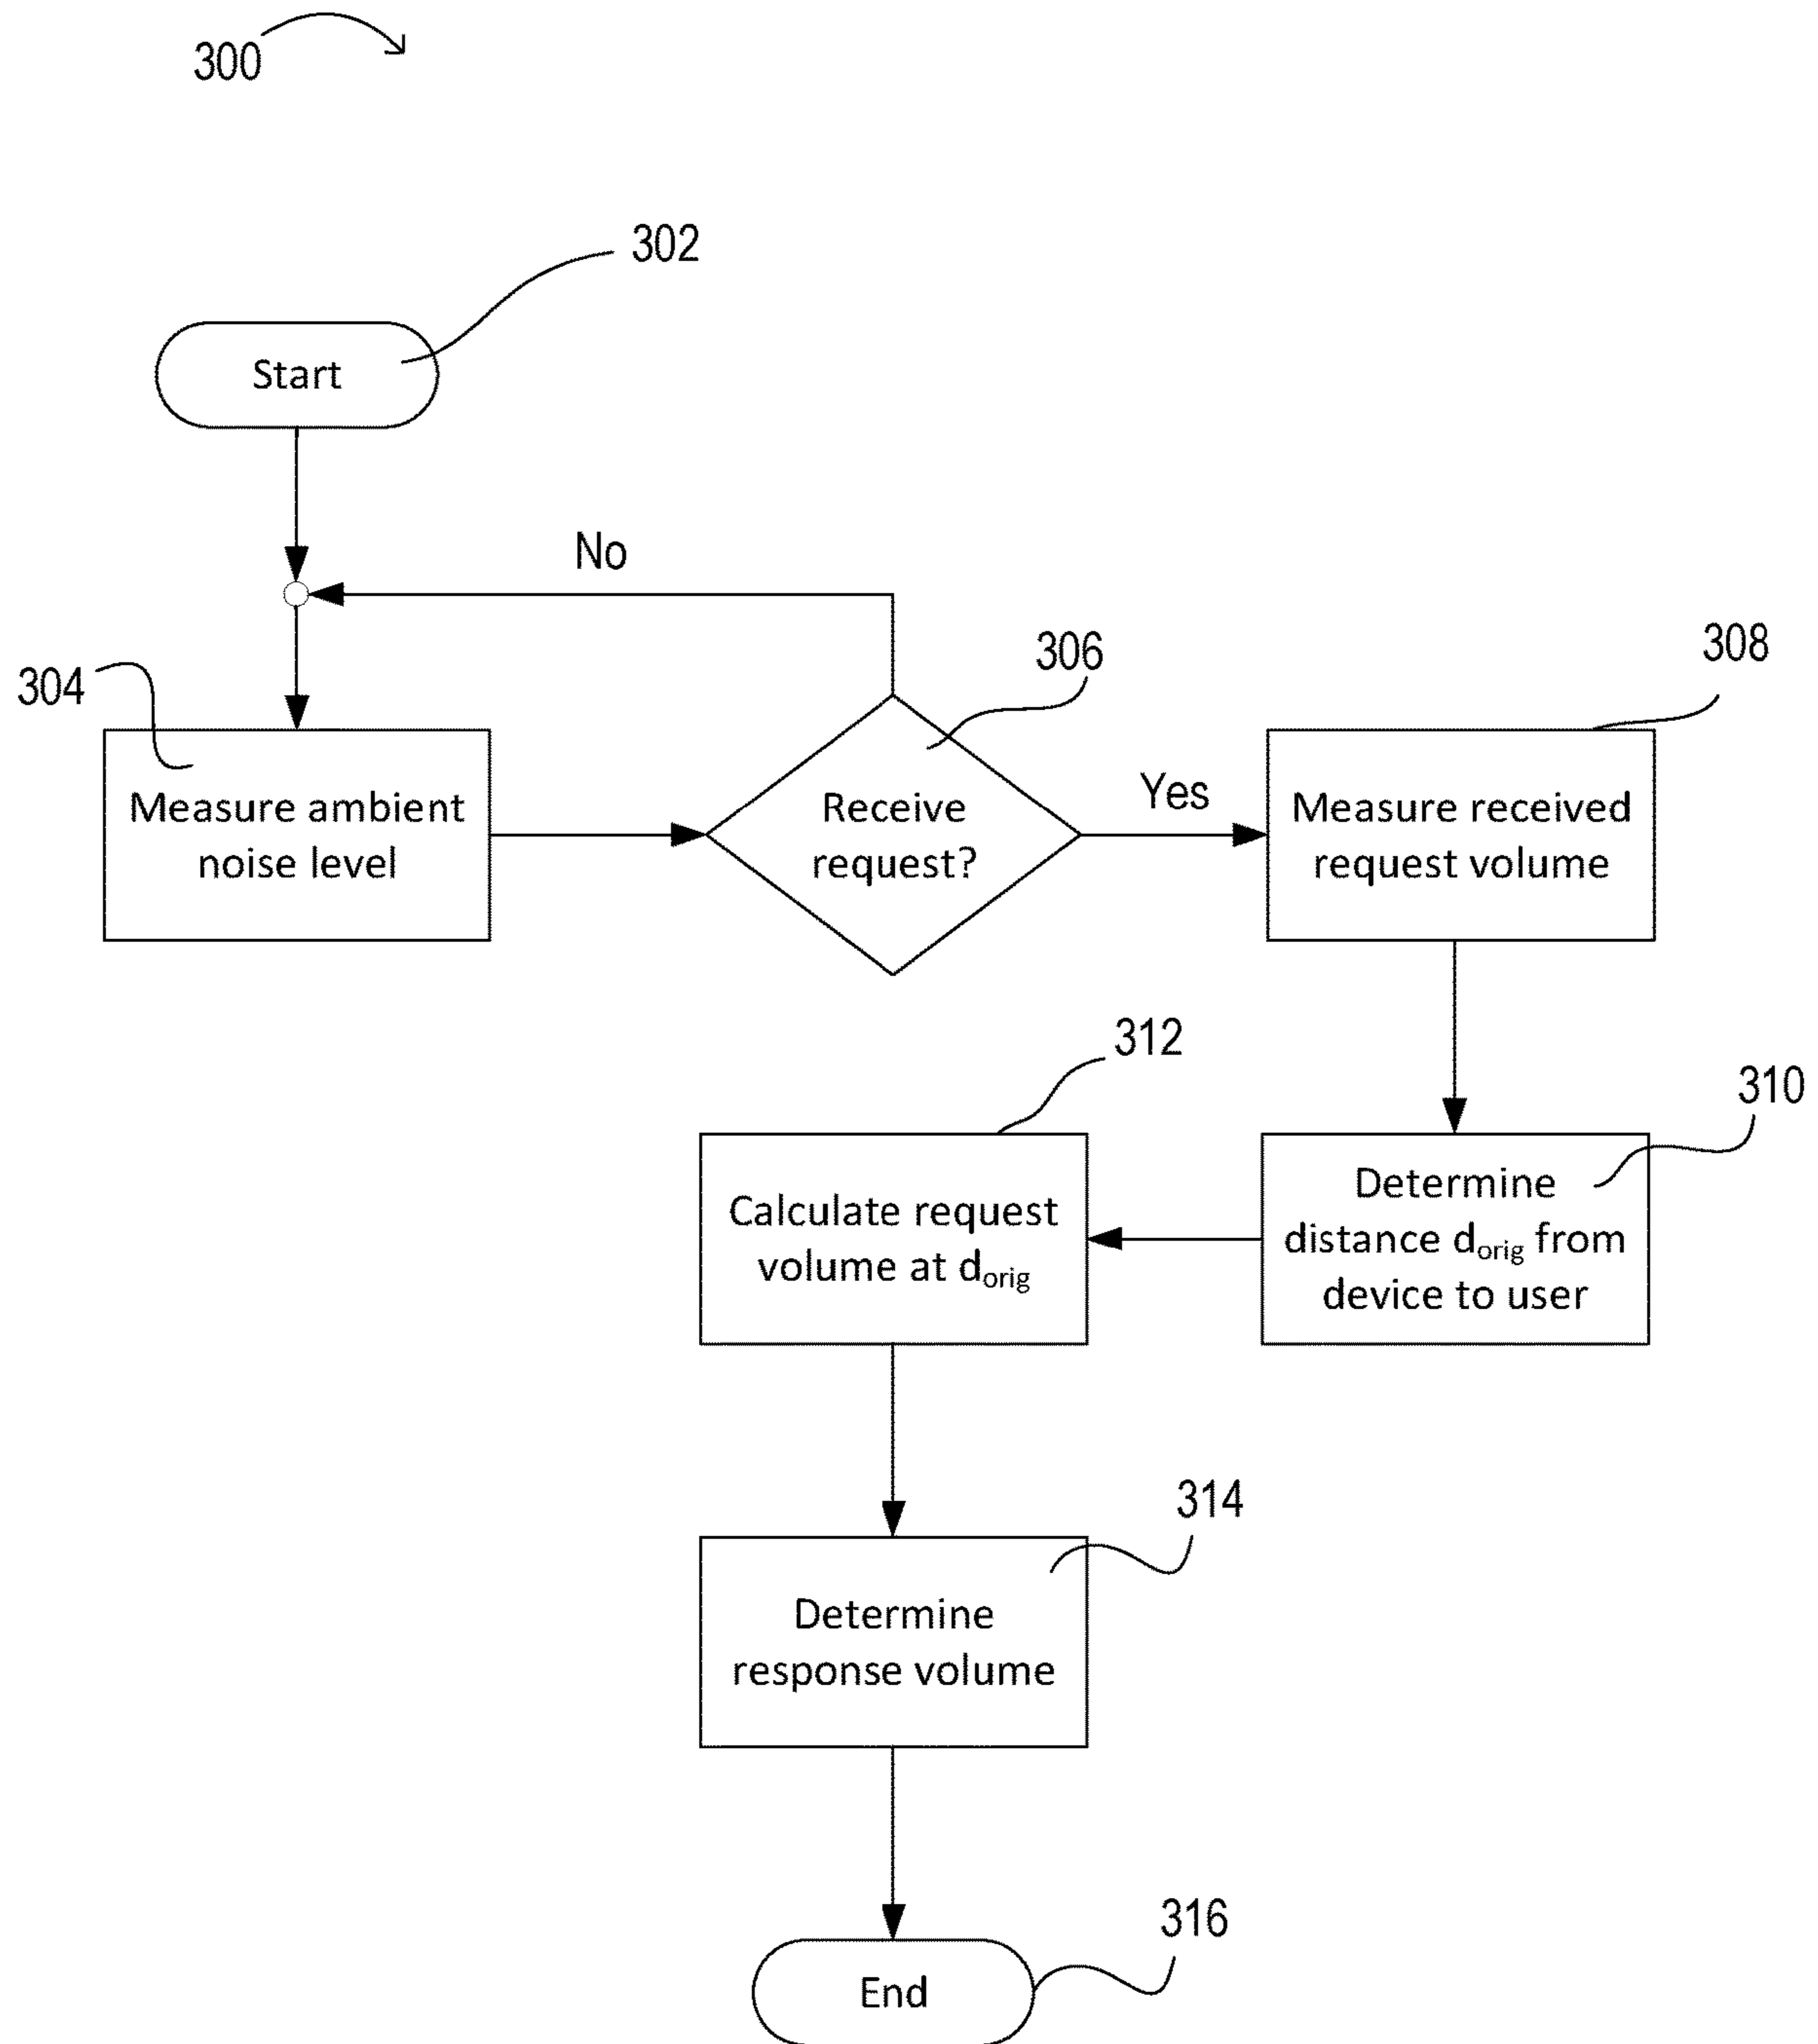 300
302
Start
No
306
308
304
Measure ambient
noise level
Receive
request?
Yes
Measure received
request volume
312
310
Calculate request
volume at dorig
Determine
distance dorig from
device to user
314
Determine
response volume
316
End